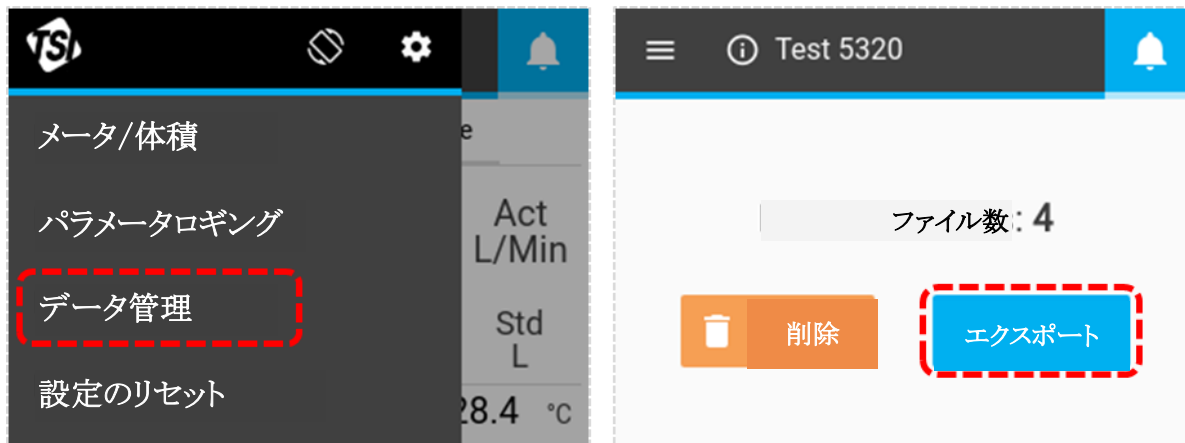 TSI
メータ/体積
パラメータロギング
データ管理
設定のリセット
e
Act
L/Min
Std
L
28.4 °C
Test 5320
ファイル数: 4
削除
エクスポート